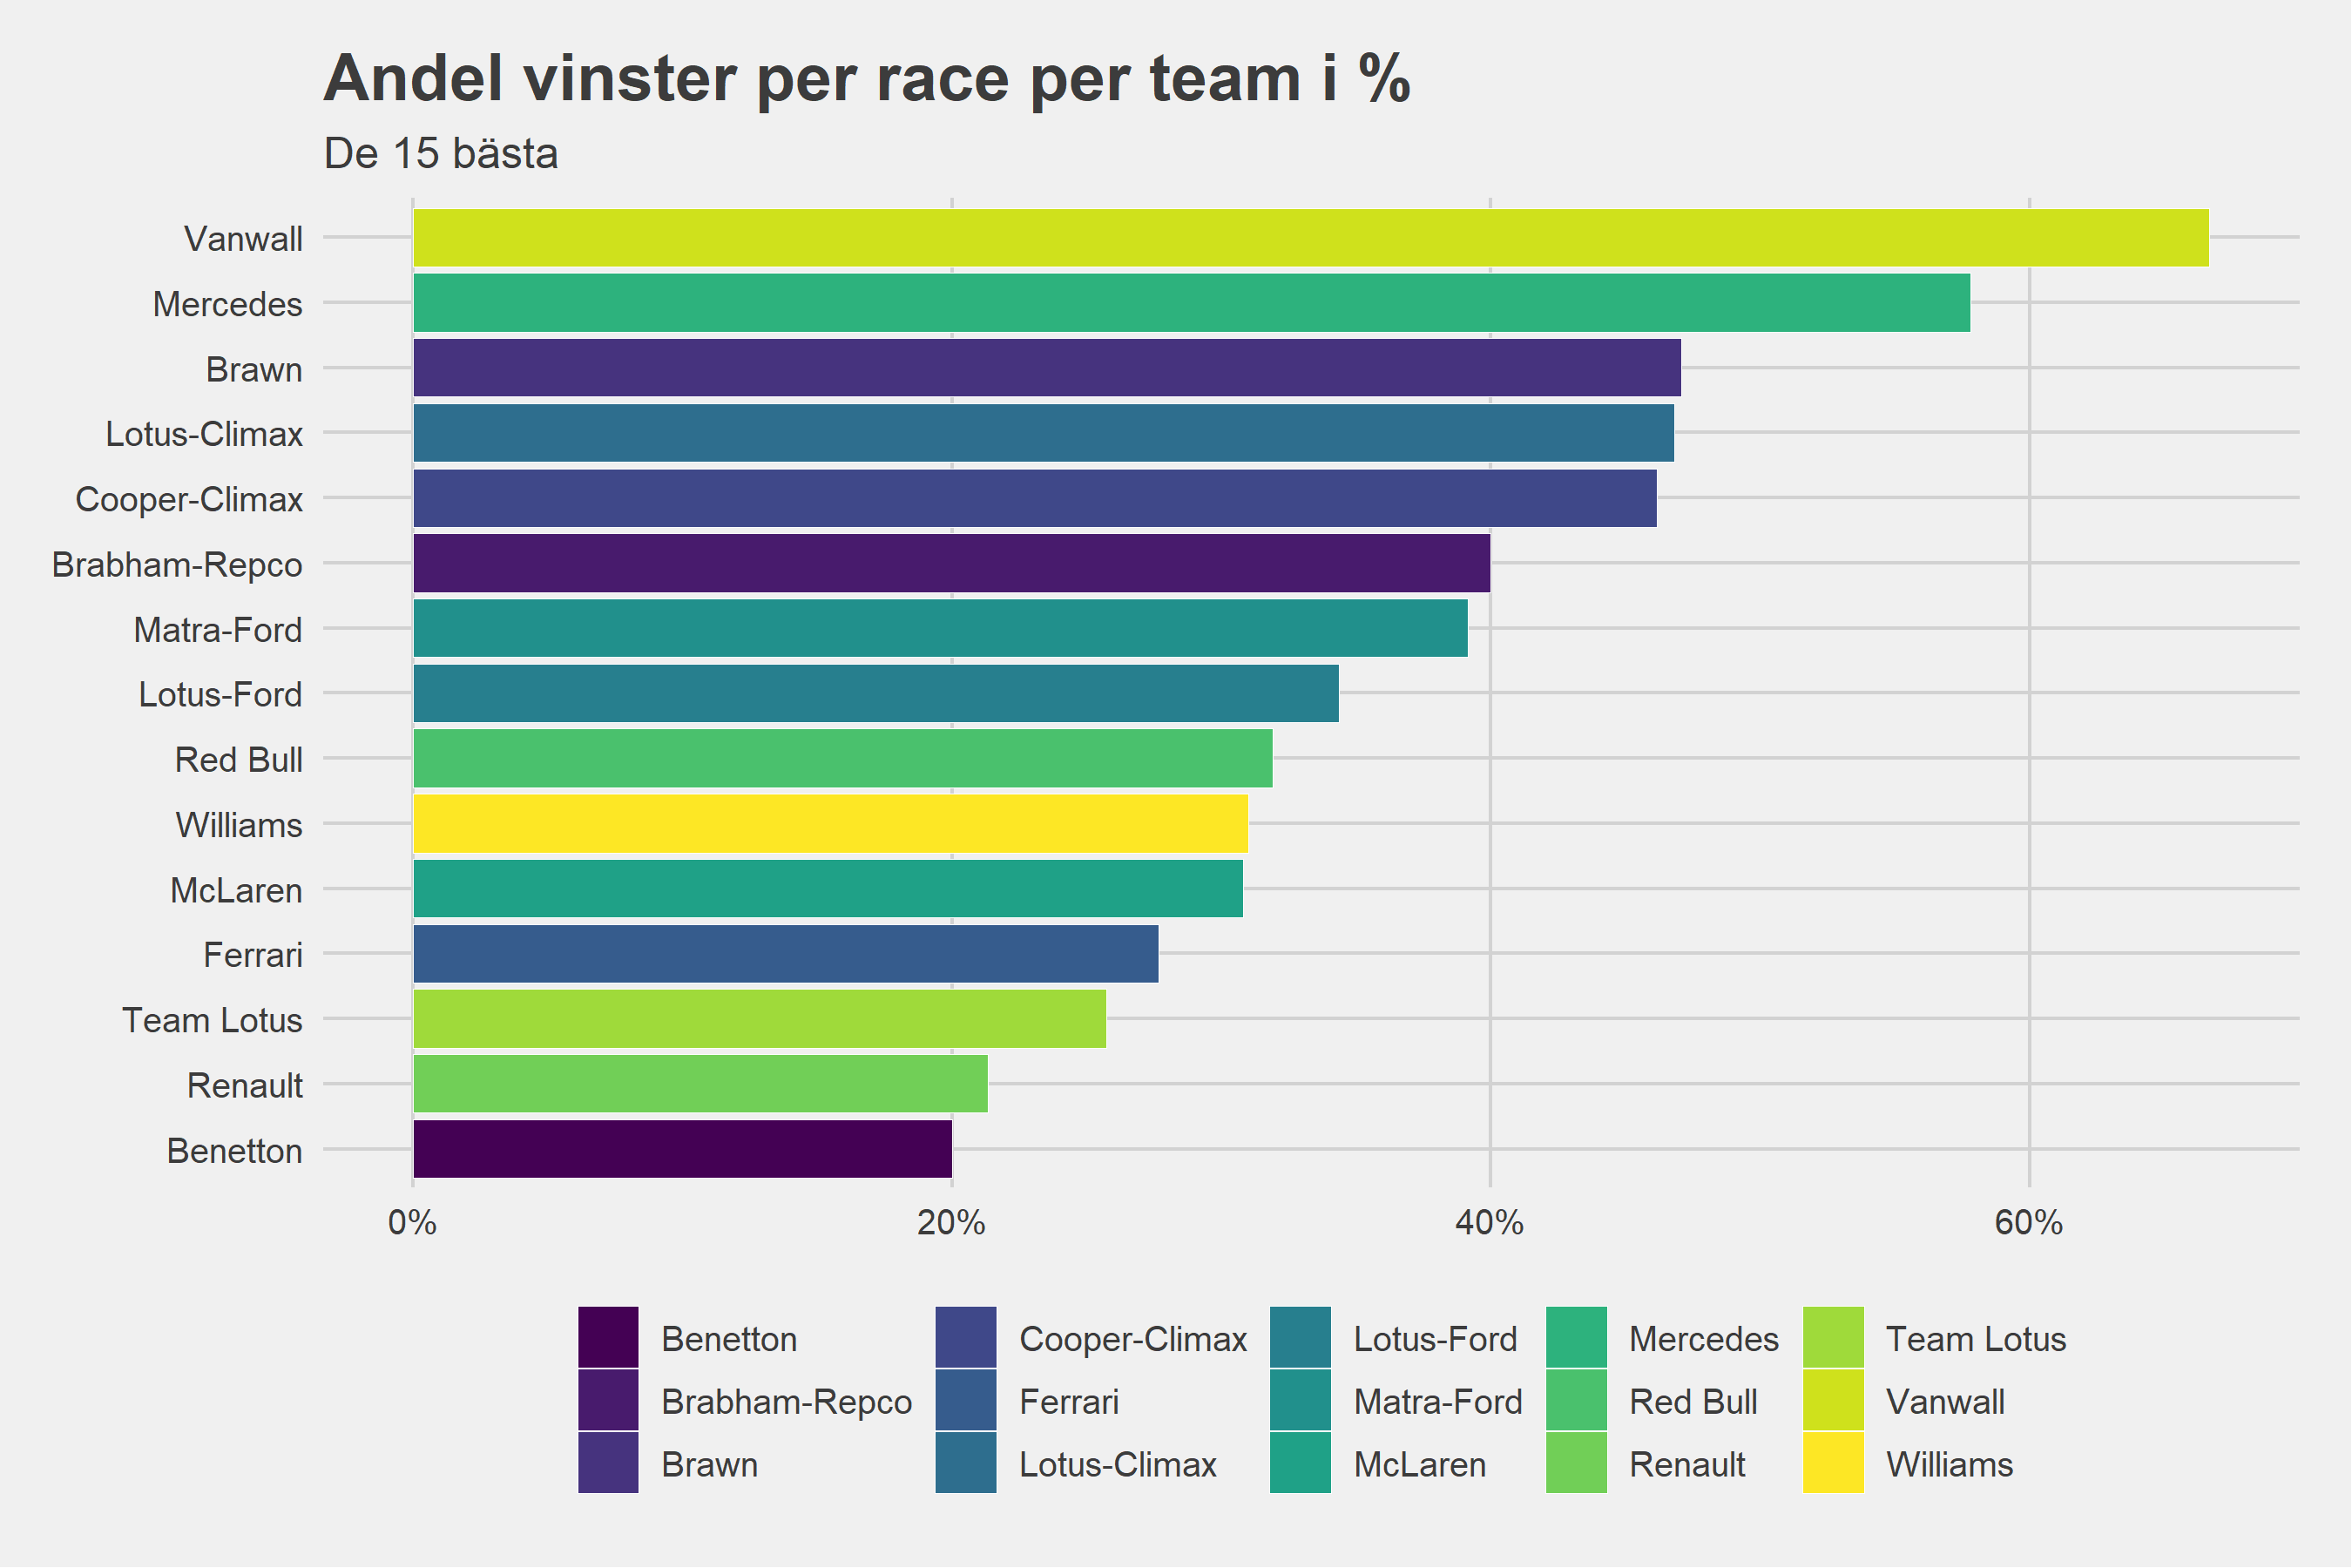 Andel vinster per race per team i %
De 15 bästa
Vanwall
Mercedes
Brawn
Lotus-Climax
Cooper-Climax
Brabham-Repco
Matra-Ford
Lotus-Ford
Red Bull
Williams
McLaren
Ferrari
Team Lotus
Renault
Benetton
0% 20% 40% 60%
Benetton Cooper-Climax Lotus-Ford Mercedes Team Lotus
Brabham-Repco Ferrari Matra-Ford Red Bull Vanwall
Brawn Lotus-Climax McLaren Renault Williams